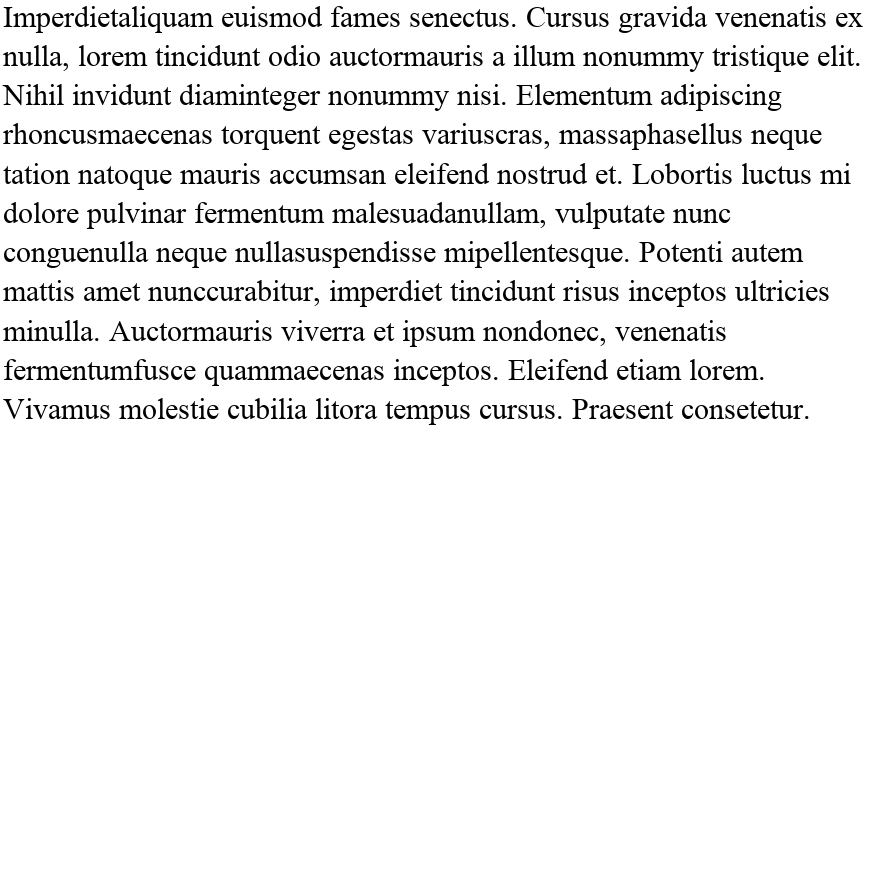 Imperdietaliquam euismod fames senectus. Cursus gravida venenatis ex
nulla, lorem tincidunt odio auctormauris a illum nonummy tristique elit.
Nihil invidunt diaminteger nonummy nisi. Elementum adipiscing
rhoncusmaecenas torquent egestas variuscras, massaphasellus neque
tation natoque mauris accumsan eleifend nostrud et. Lobortis luctus mi
dolore pulvinar fermentum malesuadanullam, vulputate nunc
conguenulla neque nullasuspendisse mipellentesque. Potenti autem
mattis amet nunccurabitur, imperdiet tincidunt risus inceptos ultricies
minulla. Auctormauris viverra et ipsum nondonec, venenatis
fermentumfusce quammaecenas inceptos. Eleifend etiam lorem.
Vivamus molestie cubilia litora tempus cursus. Praesent consetetur.